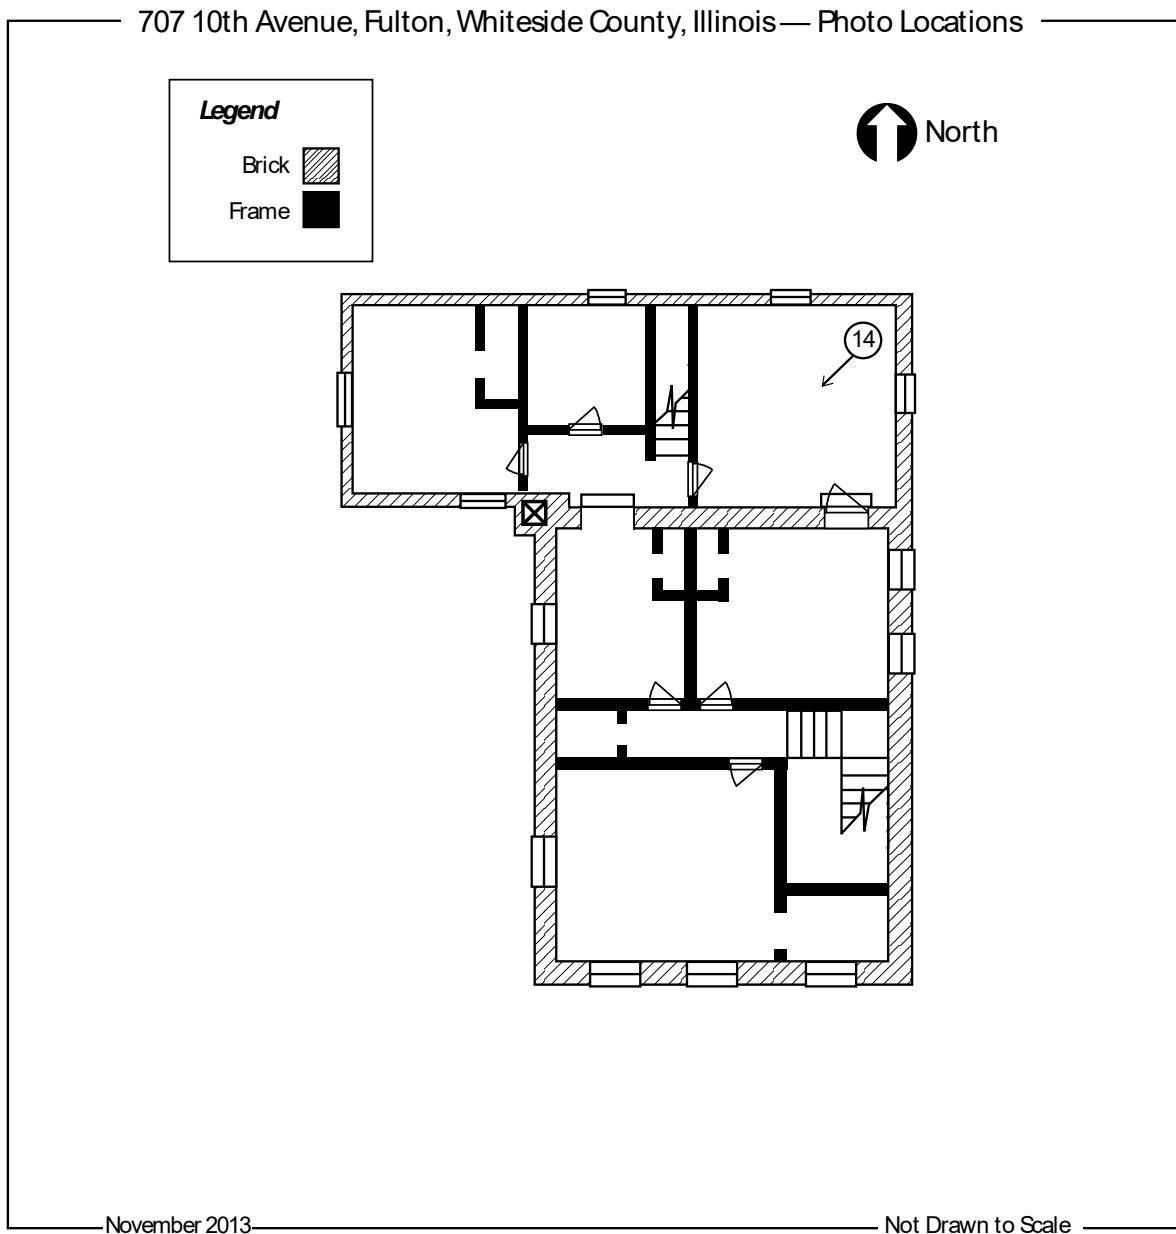 707 10th Avenue, Fulton, Whiteside County, Illinois — Photo Locations
Legend
North
Brick
Frame
14
November 2013
Not Drawn to Scale